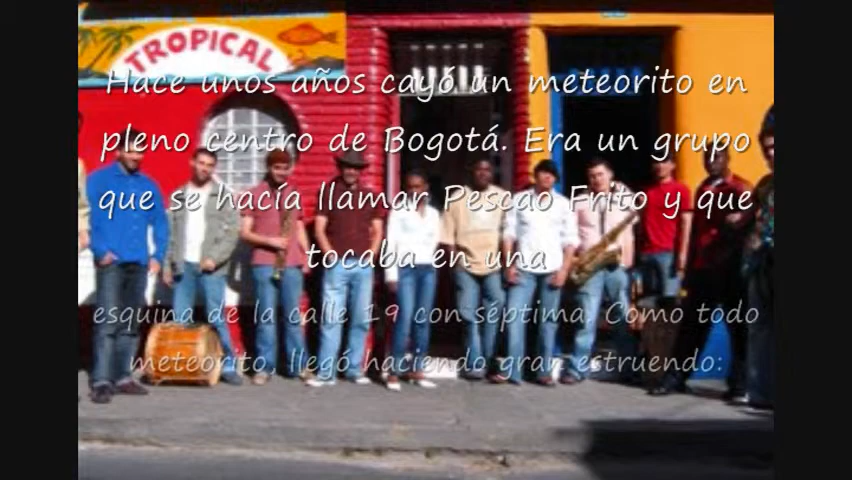 TROPICAL
Hace unos años cayó un meteorito en
pleno centro de Bogotá. Era un grupo
que se hacía llamar Pescao Frito y que
tocaba en una
esquina de la calle 19 con séptima. Como todo
meteorito, llegó haciendo gran estruendo: